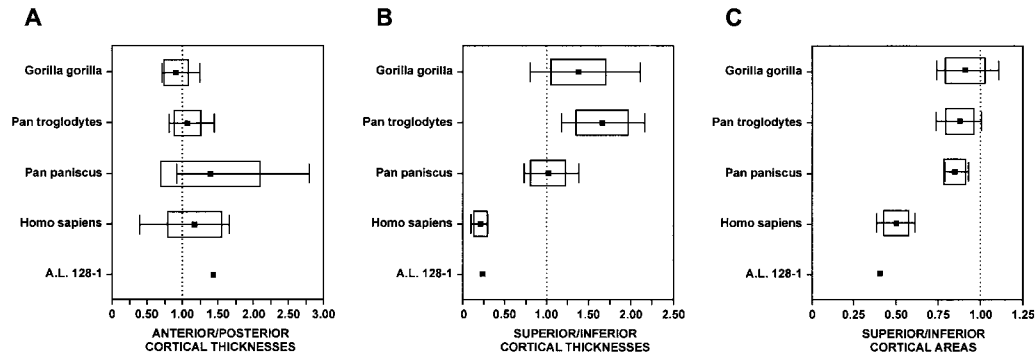 A
Gorilla gorilla
Pan troglodytes
Pan paniscus
Homo sapiens
A.L. 128-1
0 0.50 1.00 1.50 2.00 2.50 3.00
ANTERIOR/POSTERIOR
CORTICAL THICKNESSES
B
Gorilla gorilla
Pan troglodytes
Pan paniscus
Homo sapiens
A.L. 128-1
0 0.50 1.00 1.50 2.00 2.50
SUPERIOR/INFERIOR
CORTICAL THICKNESSES
C
Gorilla gorilla
Pan troglodytes
Pan paniscus
Homo sapiens
A.L. 128-1
0 0.25 0.50 0.75 1.00 1.25
SUPERIOR/INFERIOR
CORTICAL AREAS